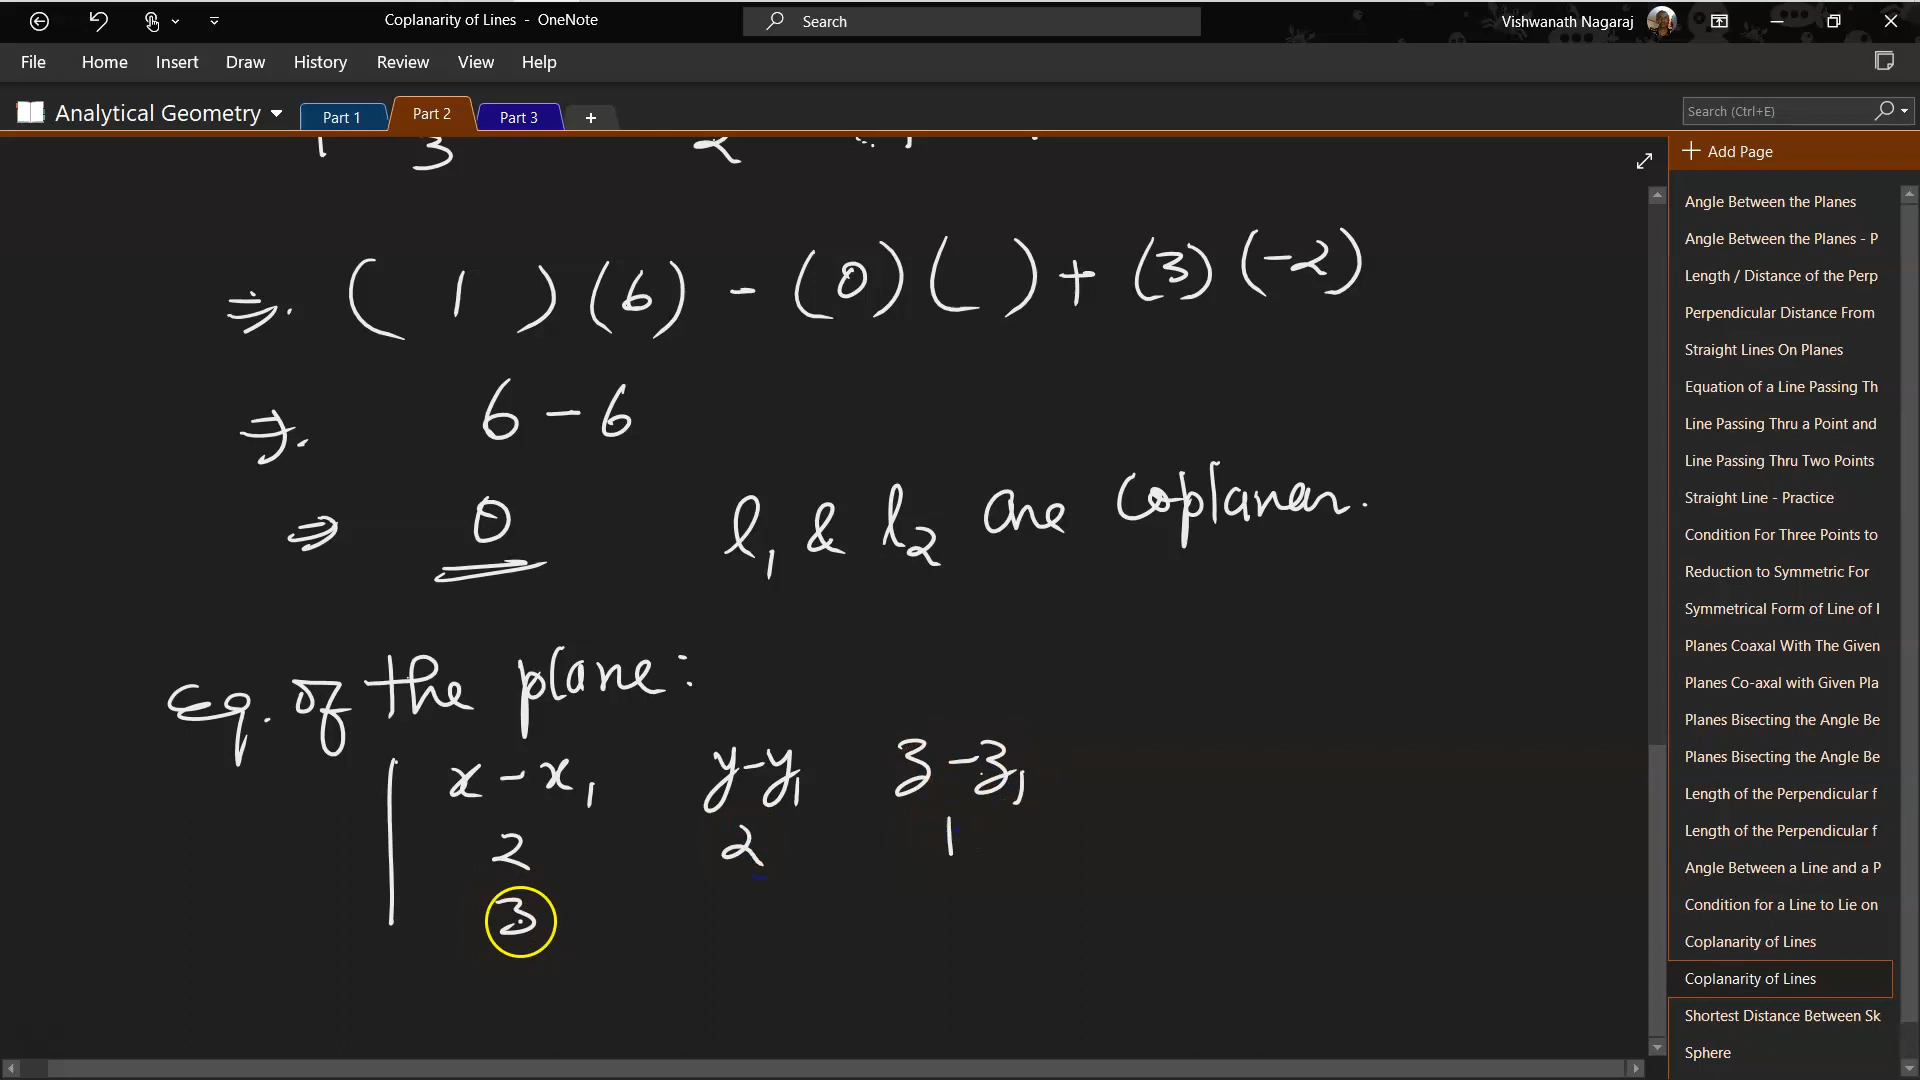 Coplanarity of Lines - OneNote
Search
Vishwanath Nagaraj
File Home Insert Draw History Review View Help
Analytical Geometry Part 1 Part 2 Part 3 +
Search (Ctrl+E)
Add Page
3 2
⇒. ( 1 ) (6) - (0) ( ) + (3) (-2)
⇒. 6 - 6
⇒ 0 l1 & l2 are coplanar.
Eq. of the plane:
x - x1 y - y1 z - z1
2 2 1
3
Angle Between the Planes
Angle Between the Planes - P
Length / Distance of the Perp
Perpendicular Distance From
Straight Lines On Planes
Equation of a Line Passing Th
Line Passing Thru a Point and
Line Passing Thru Two Points
Straight Line - Practice
Condition For Three Points to
Reduction to Symmetric For
Symmetrical Form of Line of I
Planes Coaxal With The Given
Planes Co-axal with Given Pla
Planes Bisecting the Angle Be
Planes Bisecting the Angle Be
Length of the Perpendicular f
Length of the Perpendicular f
Angle Between a Line and a P
Condition for a Line to Lie on
Coplanarity of Lines
Coplanarity of Lines
Shortest Distance Between Sk
Sphere